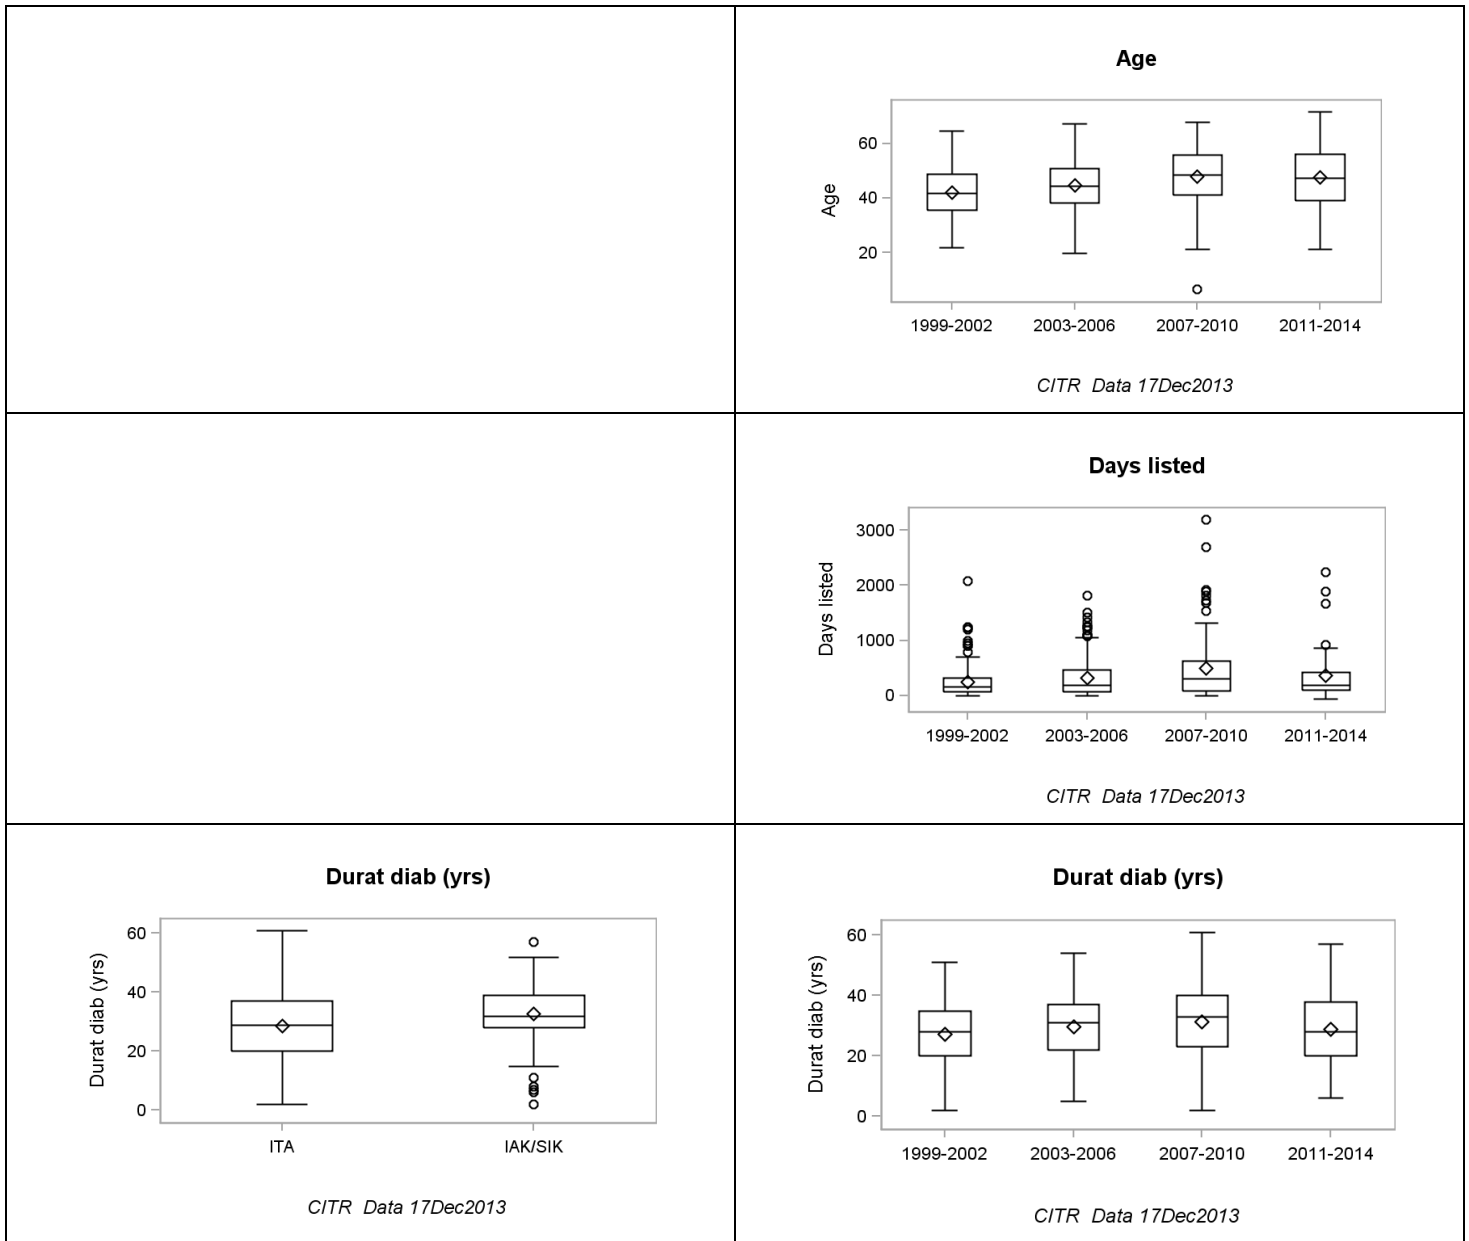 Age
Age
60
40
20
1999-2002 2003-2006 2007-2010 2011-2014
CITR Data 17Dec2013
Days listed
Days listed
3000
2000
1000
0
1999-2002 2003-2006 2007-2010 2011-2014
CITR Data 17Dec2013
Durat diab (yrs)
Durat diab (yrs)
60
40
20
0
ITA IAK/SIK
CITR Data 17Dec2013
Durat diab (yrs)
Durat diab (yrs)
60
40
20
0
1999-2002 2003-2006 2007-2010 2011-2014
CITR Data 17Dec2013